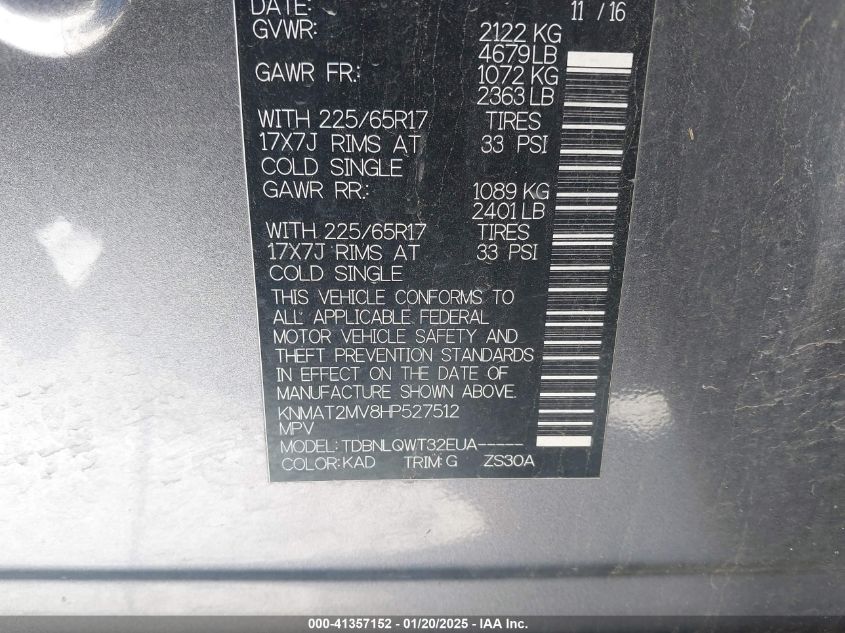 DATE: 11 / 16
GVWR: 2122 KG
4679 LB
GAWR FR.: 1072 KG
2363 LB
WITH 225/65R17 TIRES
17X7J RIMS AT 33 PSI
COLD SINGLE
GAWR RR.: 1089 KG
2401 LB
WITH 225/65R17 TIRES
17X7J RIMS AT 33 PSI
COLD SINGLE
THIS VEHICLE CONFORMS TO
ALL APPLICABLE FEDERAL
MOTOR VEHICLE SAFETY AND
THEFT PREVENTION STANDARDS
IN EFFECT ON THE DATE OF
MANUFACTURE SHOWN ABOVE.
KNMAT2MV8HP527512
MPV
MODEL: TDBNLQWT32EUA-----
COLOR: KAD TRIM: G ZS30A
000-41357152 - 01/20/2025 - IAA Inc.